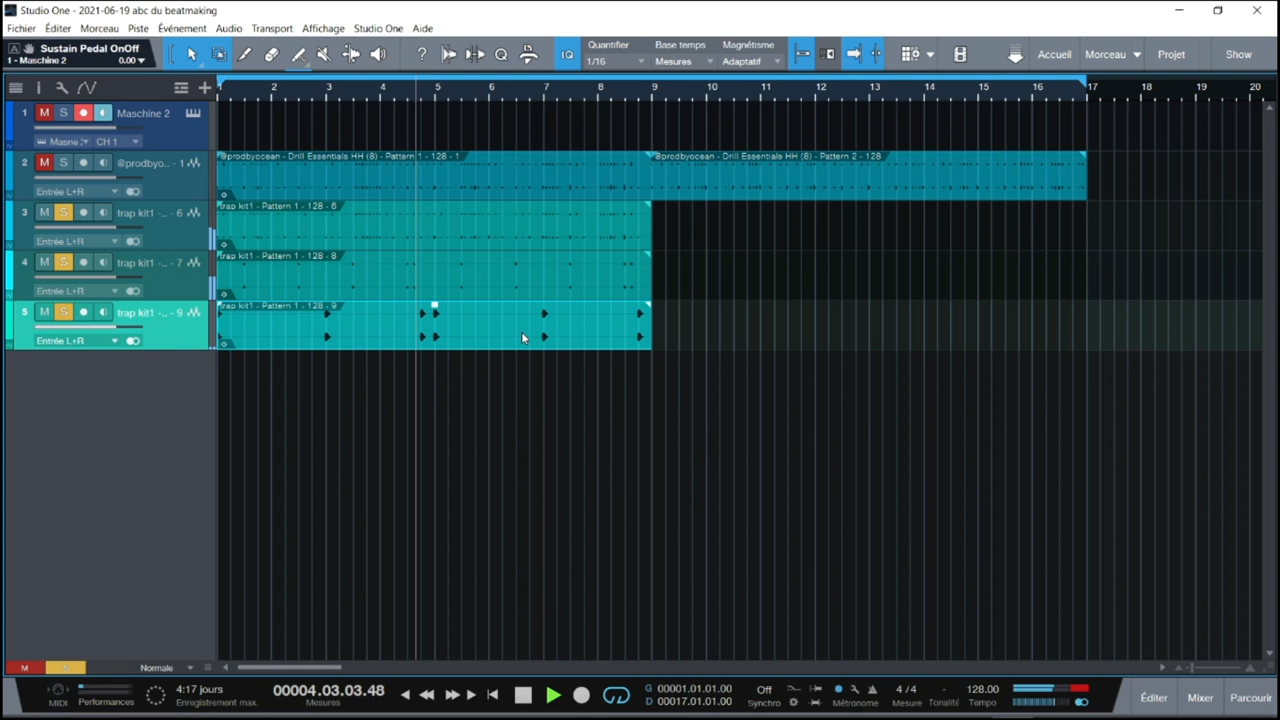 Studio One - 2021-06-19 abc du beatmaking
Fichier Éditer Morceau Piste Événement Audio Transport Affichage Studio One Aide
Sustain Pedal OnOff
1 - Maschine 2 0.00
IQ
Quantifier
1/16
Base temps
Mesures
Magnétisme
Adaptatif
Accueil Morceau Projet Show
2 3 4 5 6 7 8 9 10 11 12 13 14 15 16 17 18 19 20
1 M S Maschine 2
CH 1
2 M S @prodbyo... - 1
Entrée L+R
@prodbyocean - Drill Essentials HH (8) - Pattern 1 - 128 - 1
@prodbyocean - Drill Essentials HH (8) - Pattern 2 - 128
3 M S trap kit1 -... - 6
Entrée L+R
trap kit1 - Pattern 1 - 128 - 6
4 M S trap kit1 -... - 7
Entrée L+R
trap kit1 - Pattern 1 - 128 - 8
5 M S trap kit1 -... - 9
Entrée L+R
trap kit1 - Pattern 1 - 128 - 9
M S Normale
MIDI
Performances
4:17 jours
Enregistrement max.
00004.03.03.48
Mesures
G 00001.01.01.00
D 00017.01.01.00
Off
Synchro
Métronome
4 / 4
Mesure
-
Tonalité
128.00
Tempo
Éditer Mixer Parcourir